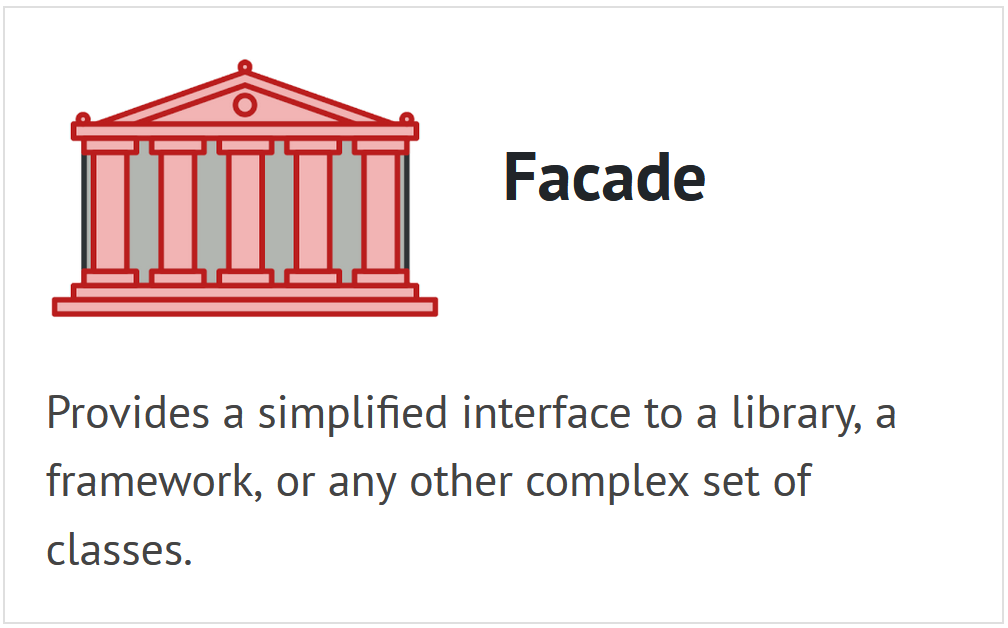 Facade
Provides a simplified interface to a library, a
framework, or any other complex set of
classes.